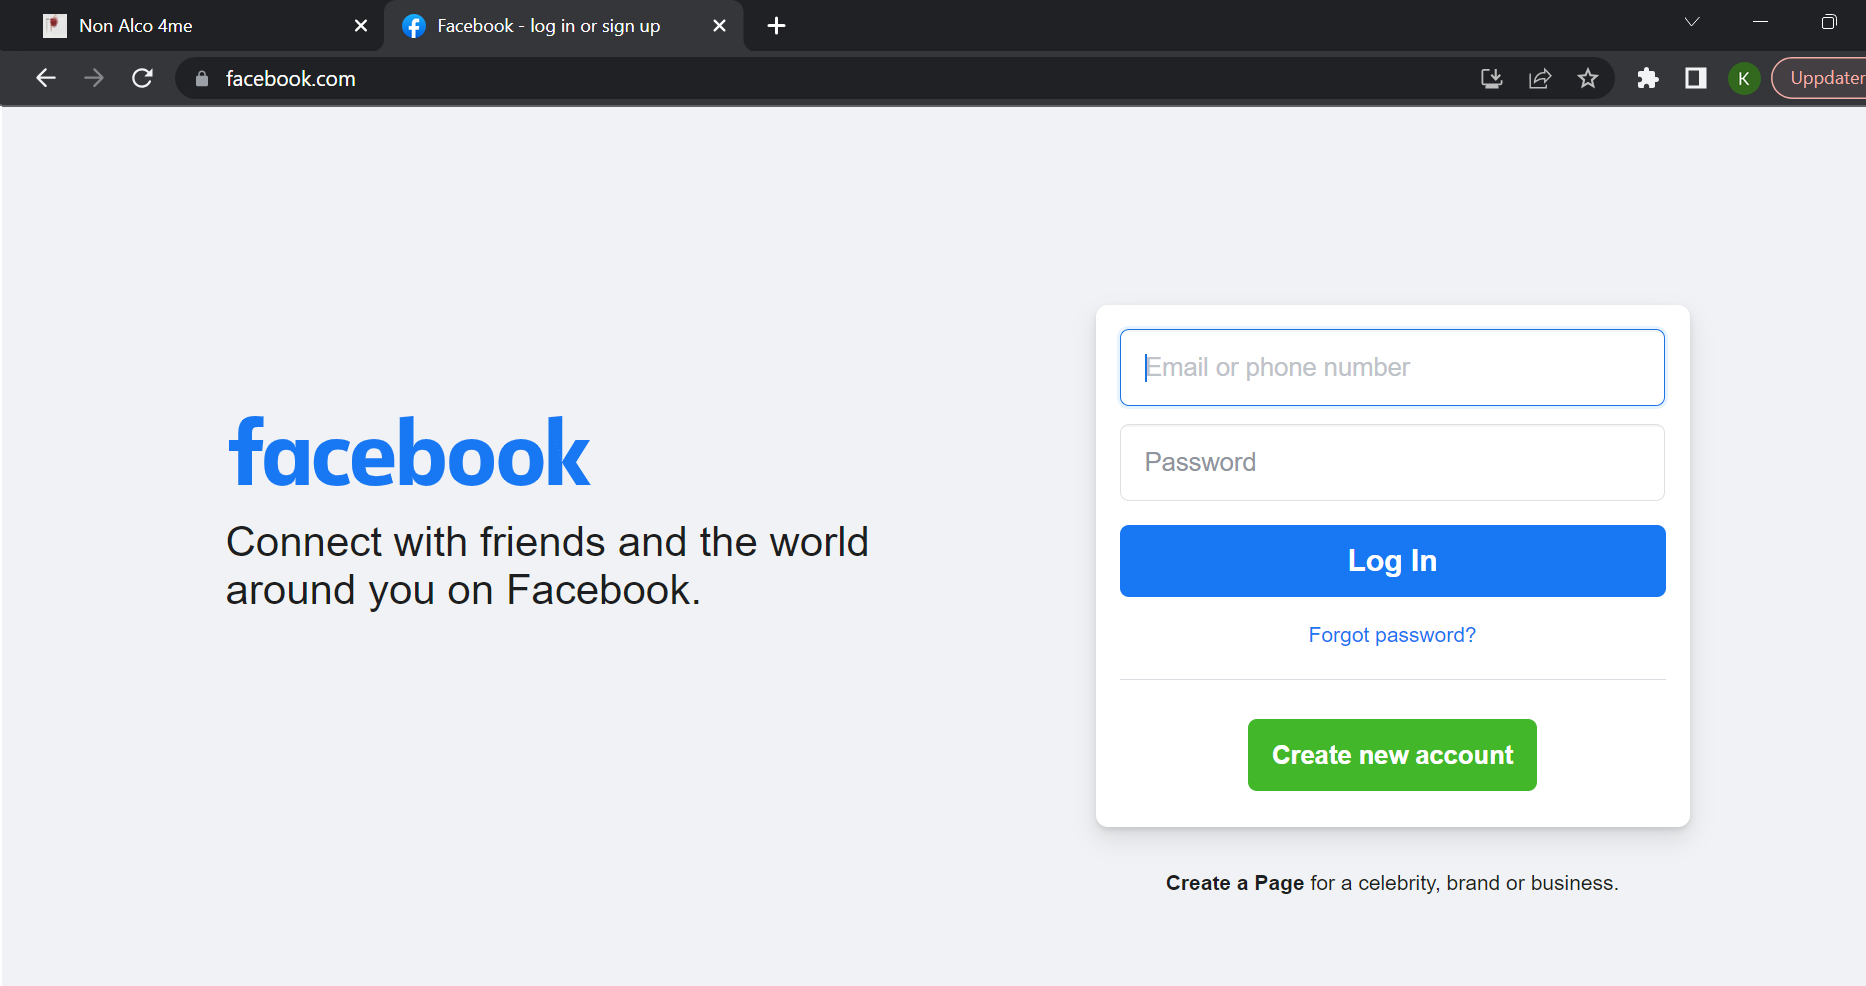 Non Alco 4me
Facebook - log in or sign up
facebook.com
K
Uppdater
Email or phone number
Password
facebook
Connect with friends and the world
around you on Facebook.
Log In
Forgot password?
Create new account
Create a Page for a celebrity, brand or business.